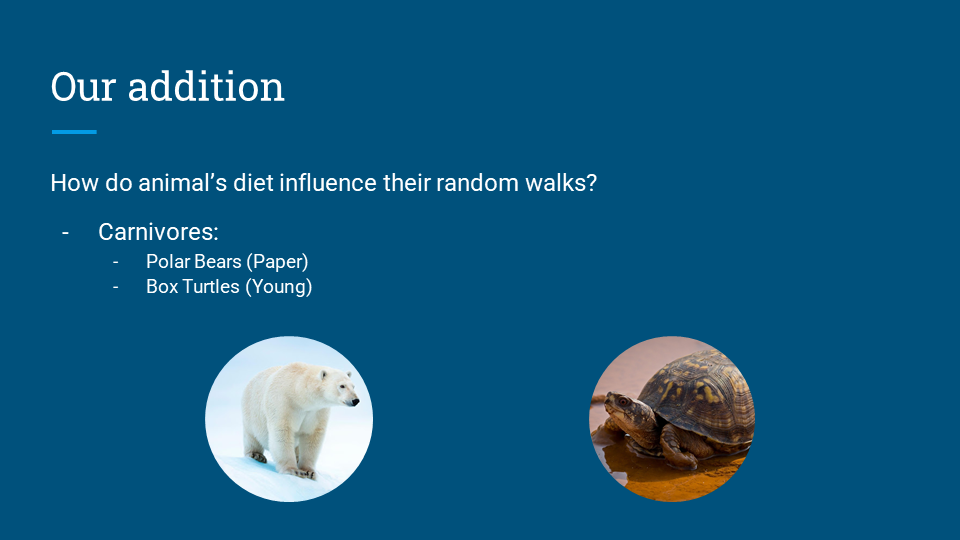 Our addition
How do animal’s diet influence their random walks?
- Carnivores:
- Polar Bears (Paper)
- Box Turtles (Young)